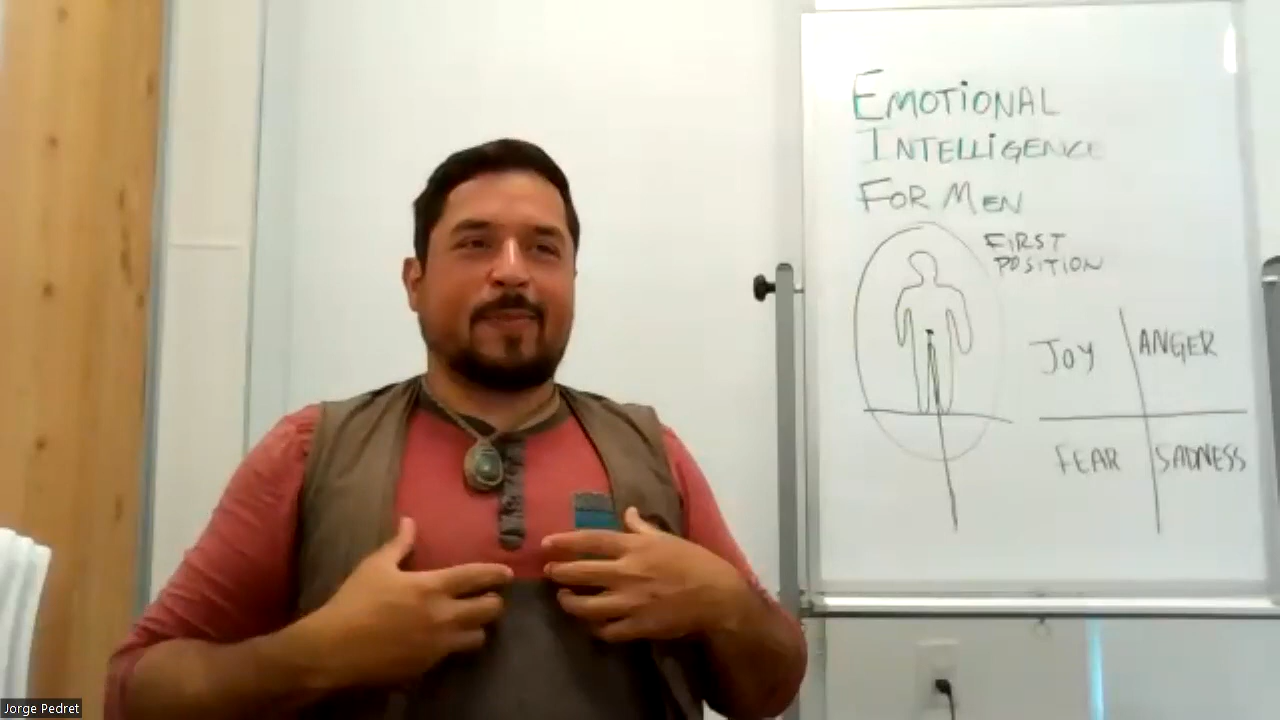 EMOTIONAL
INTELLIGENCE
FOR MEN
FIRST
POSITION
JOY
ANGER
FEAR
SADNESS
Jorge Pedret